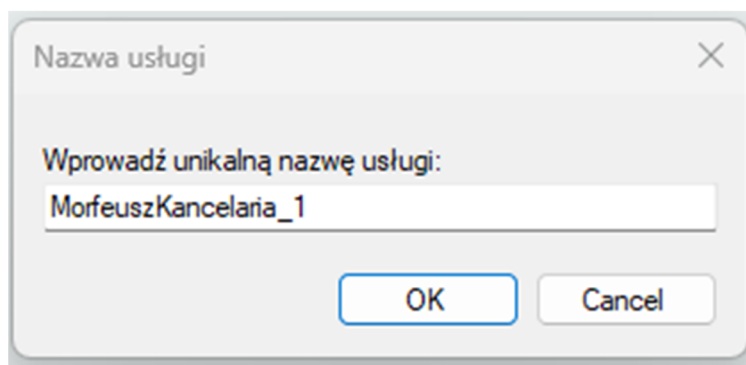 Nazwa usługi
Wprowadź unikalną nazwę usługi:
MorfeuszKancelaria_1
OK Cancel